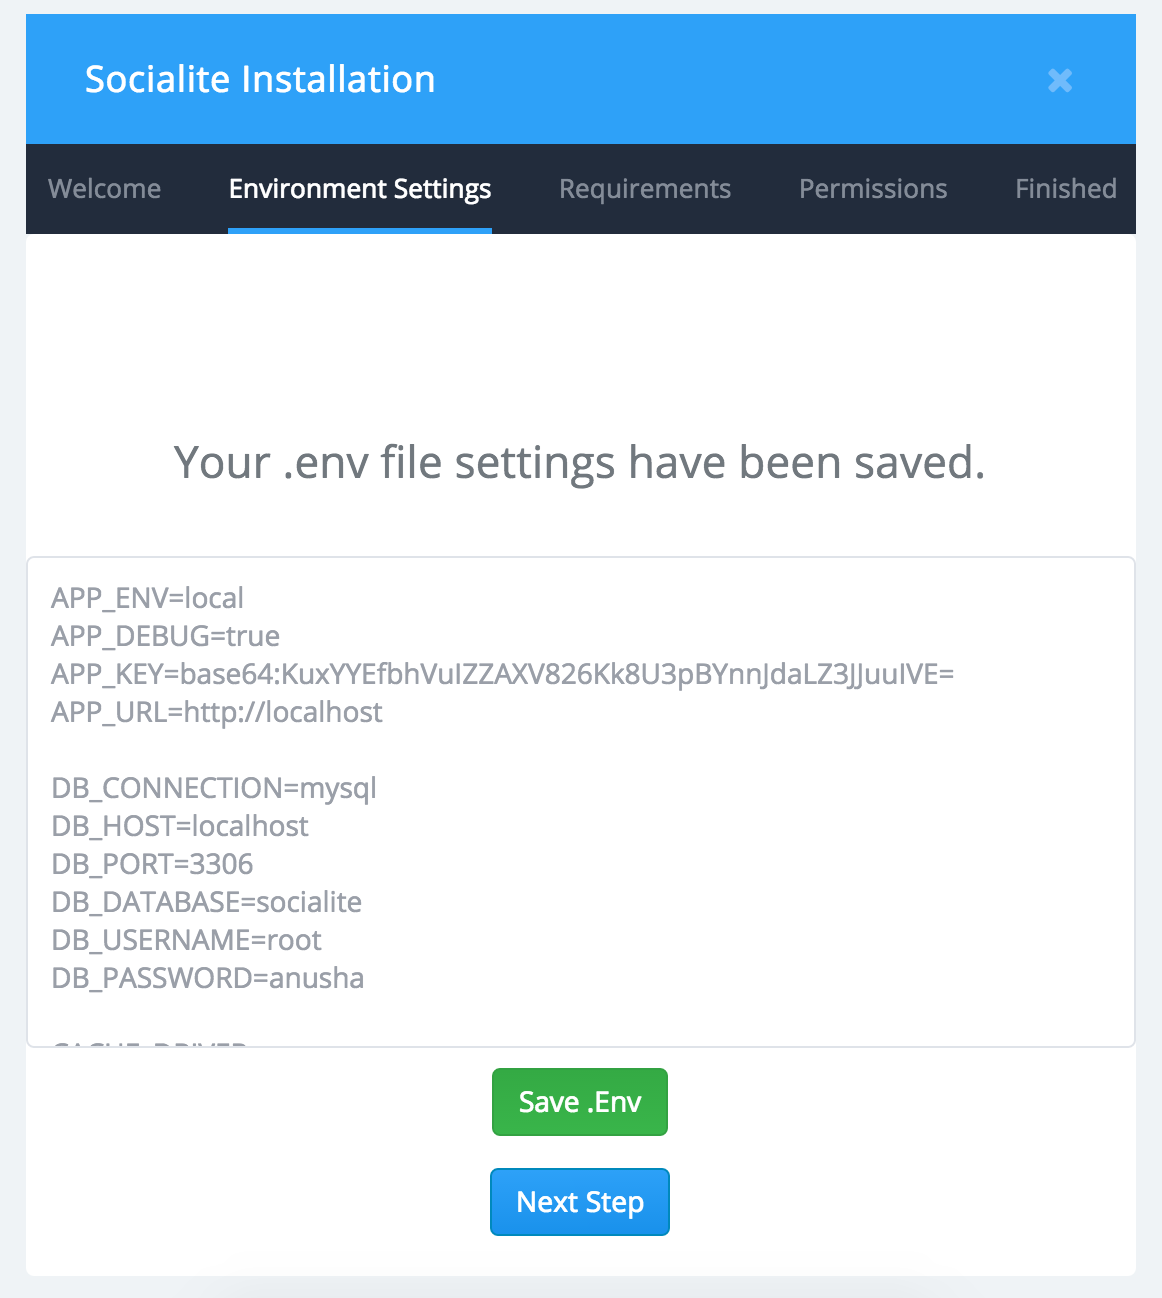 Socialite Installation
Welcome Environment Settings Requirements Permissions Finished
Your .env file settings have been saved.
APP_ENV=local
APP_DEBUG=true
APP_KEY=base64:KuxYYEfbhVuIZZAXV826Kk8U3pBYnnJdaLZ3JJuuIVE=
APP_URL=http://localhost
DB_CONNECTION=mysql
DB_HOST=localhost
DB_PORT=3306
DB_DATABASE=socialite
DB_USERNAME=root
DB_PASSWORD=anusha
Save .Env
Next Step